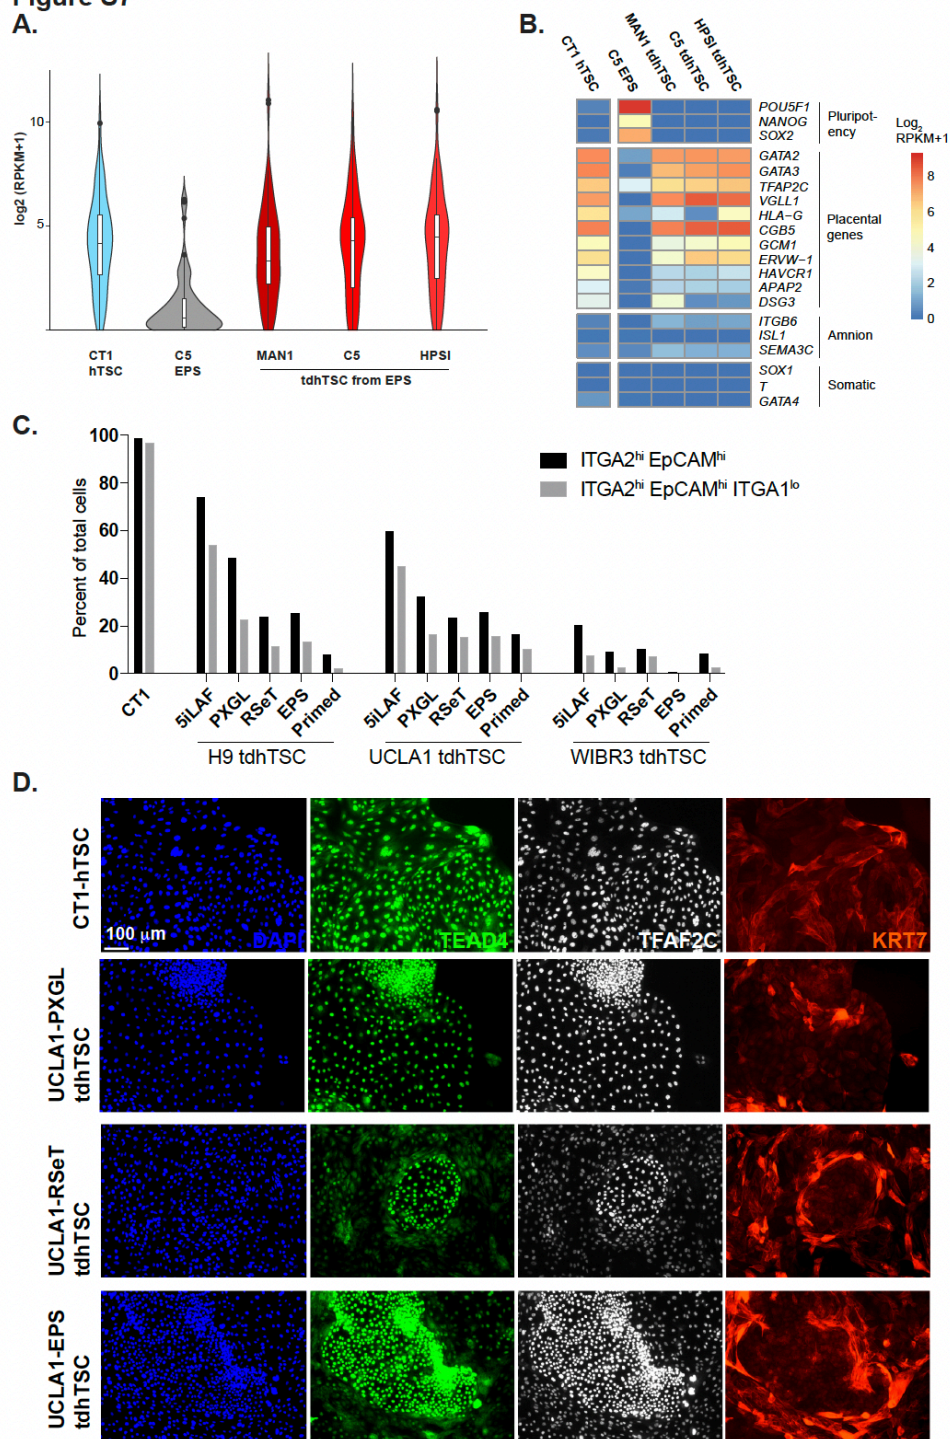 Figure S7
A.
log2 (RPKM+1)
10
5
CT1
hTSC
C5
EPS
MAN1
C5
HPSI
tdhTSC from EPS
B.
CT1 hTSC
C5 EPS
MAN1 tdhTSC
C5 tdhTSC
HPSI tdhTSC
POU5F1
NANOG
SOX2
Pluripot-
ency
GATA2
GATA3
TFAP2C
VGLL1
HLA-G
CGB5
GCM1
ERVW-1
HAVCR1
APAP2
DSG3
Placental
genes
ITGB6
ISL1
SEMA3C
Amnion
SOX1
T
GATA4
Somatic
Log2
RPKM+1
8
6
4
2
0
C.
Percent of total cells
100
80
60
40
20
0
ITGA2hi EpCAMhi
ITGA2hi EpCAMhi ITGA1lo
CT1
5iLAF
PXGL
RSeT
EPS
Primed
H9 tdhTSC
5iLAF
PXGL
RSeT
EPS
Primed
UCLA1 tdhTSC
5iLAF
PXGL
RSeT
EPS
Primed
WIBR3 tdhTSC
D.
CT1-hTSC
100 µm
DAPI
TEAD4
TFAF2C
KRT7
UCLA1-PXGL
tdhTSC
UCLA1-RSeT
tdhTSC
UCLA1-EPS
tdhTSC